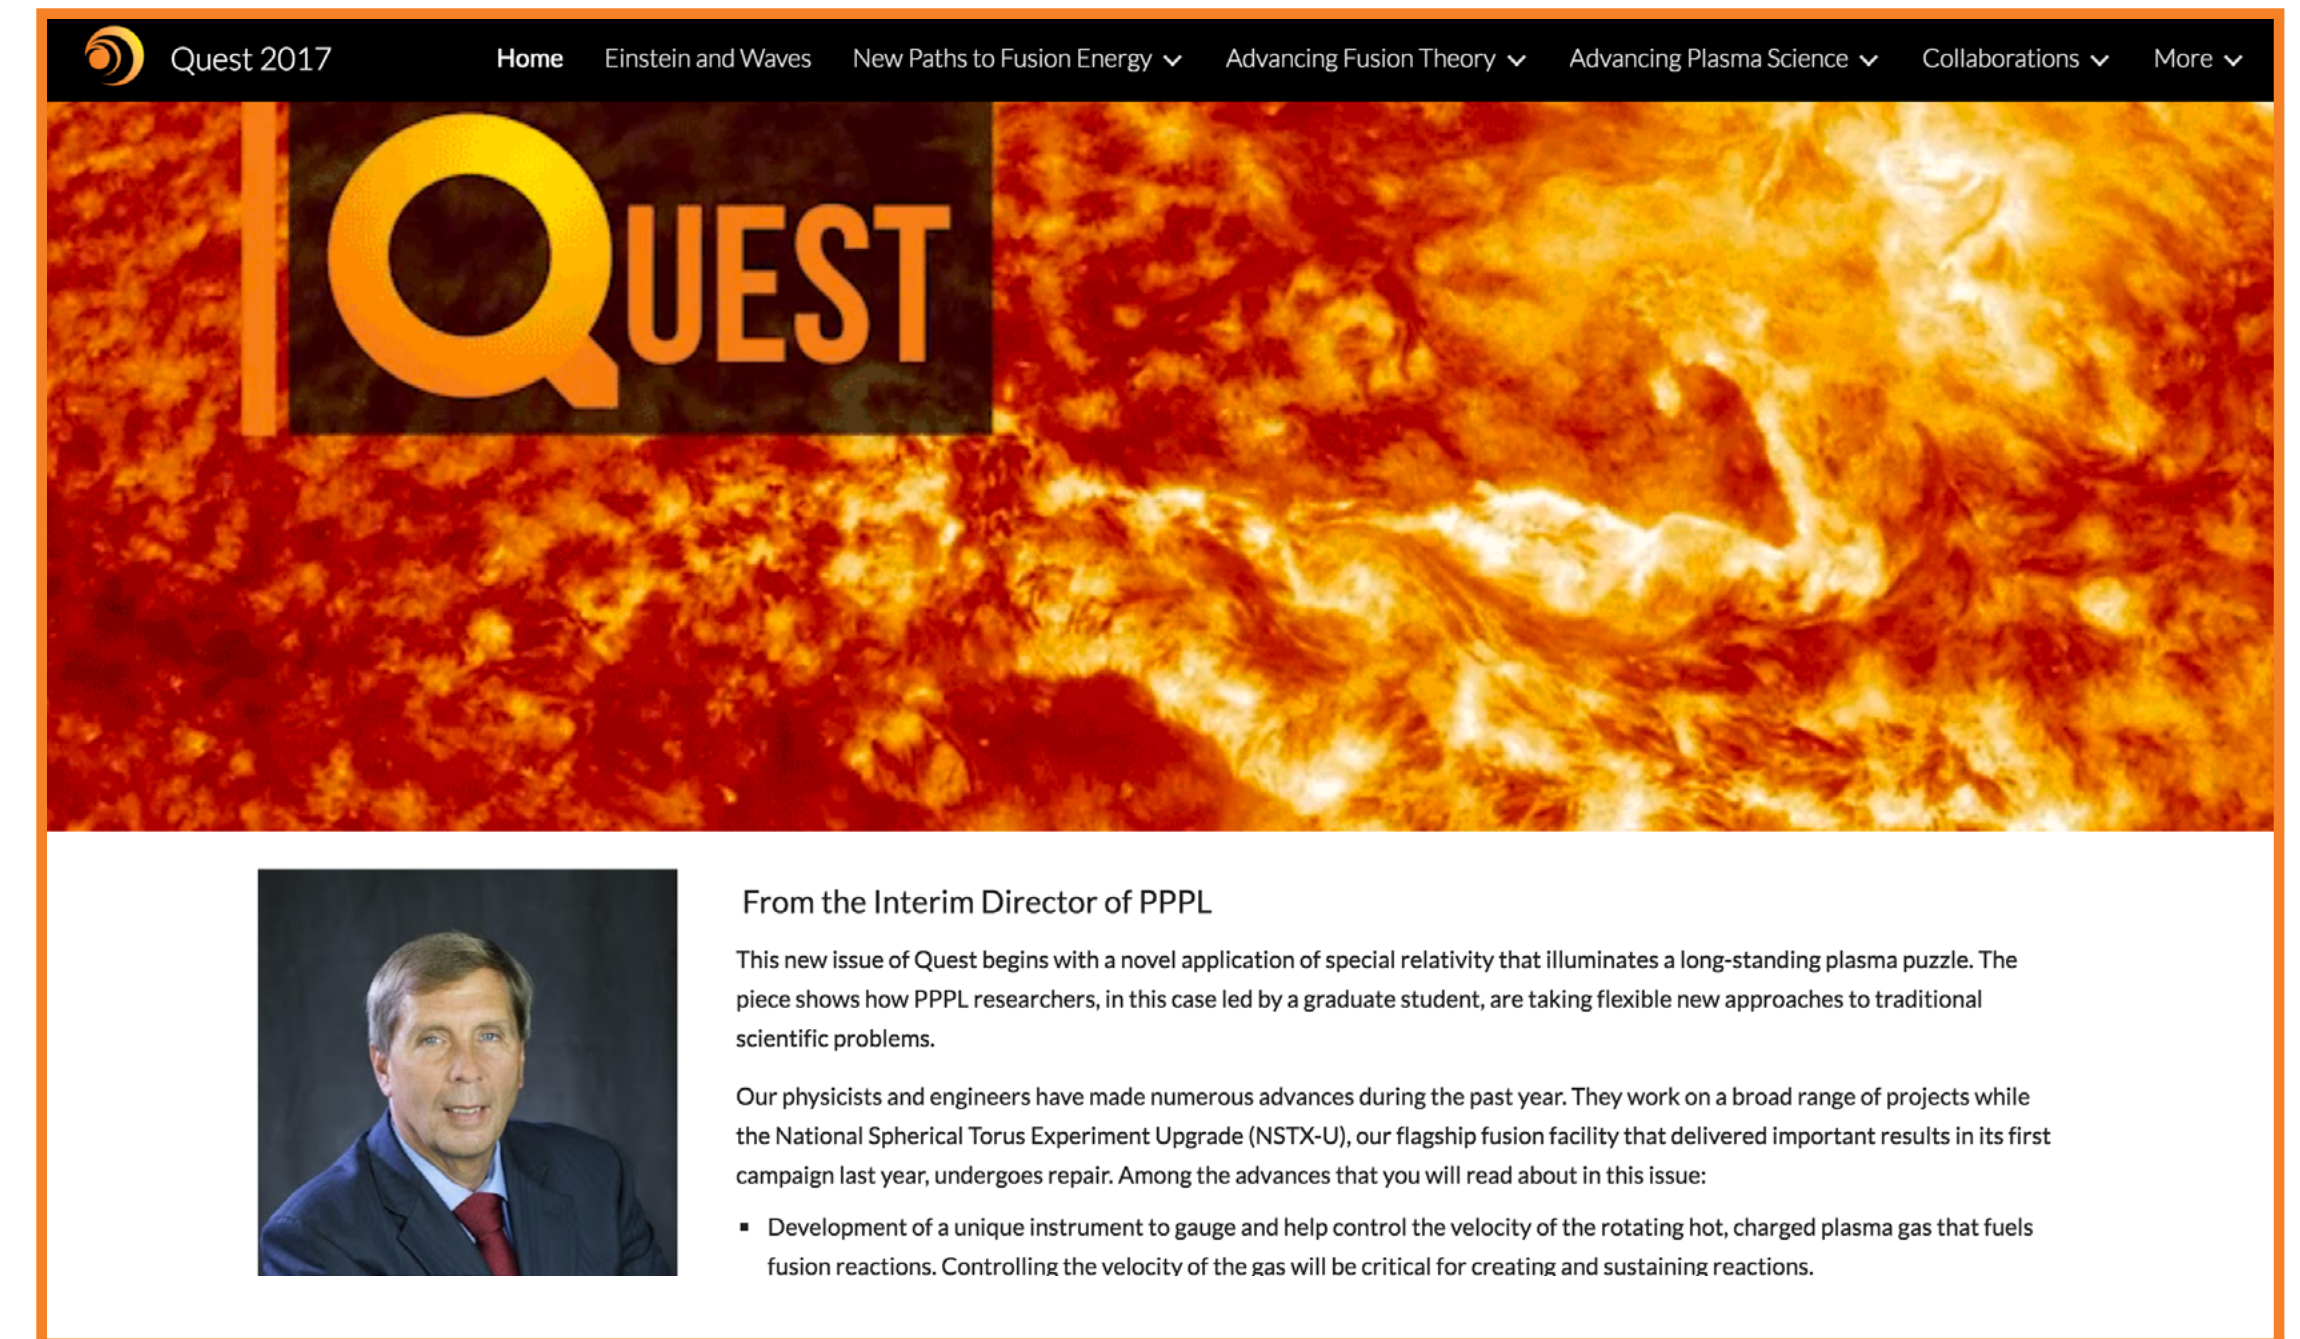 Quest 2017 Home Einstein and Waves New Paths to Fusion Energy Advancing Fusion Theory Advancing Plasma Science Collaborations More
QUEST
From the Interim Director of PPPL
This new issue of Quest begins with a novel application of special relativity that illuminates a long-standing plasma puzzle. The
piece shows how PPPL researchers, in this case led by a graduate student, are taking flexible new approaches to traditional
scientific problems.
Our physicists and engineers have made numerous advances during the past year. They work on a broad range of projects while
the National Spherical Torus Experiment Upgrade (NSTX-U), our flagship fusion facility that delivered important results in its first
campaign last year, undergoes repair. Among the advances that you will read about in this issue:
▪ Development of a unique instrument to gauge and help control the velocity of the rotating hot, charged plasma gas that fuels
fusion reactions. Controlling the velocity of the gas will be critical for creating and sustaining reactions.